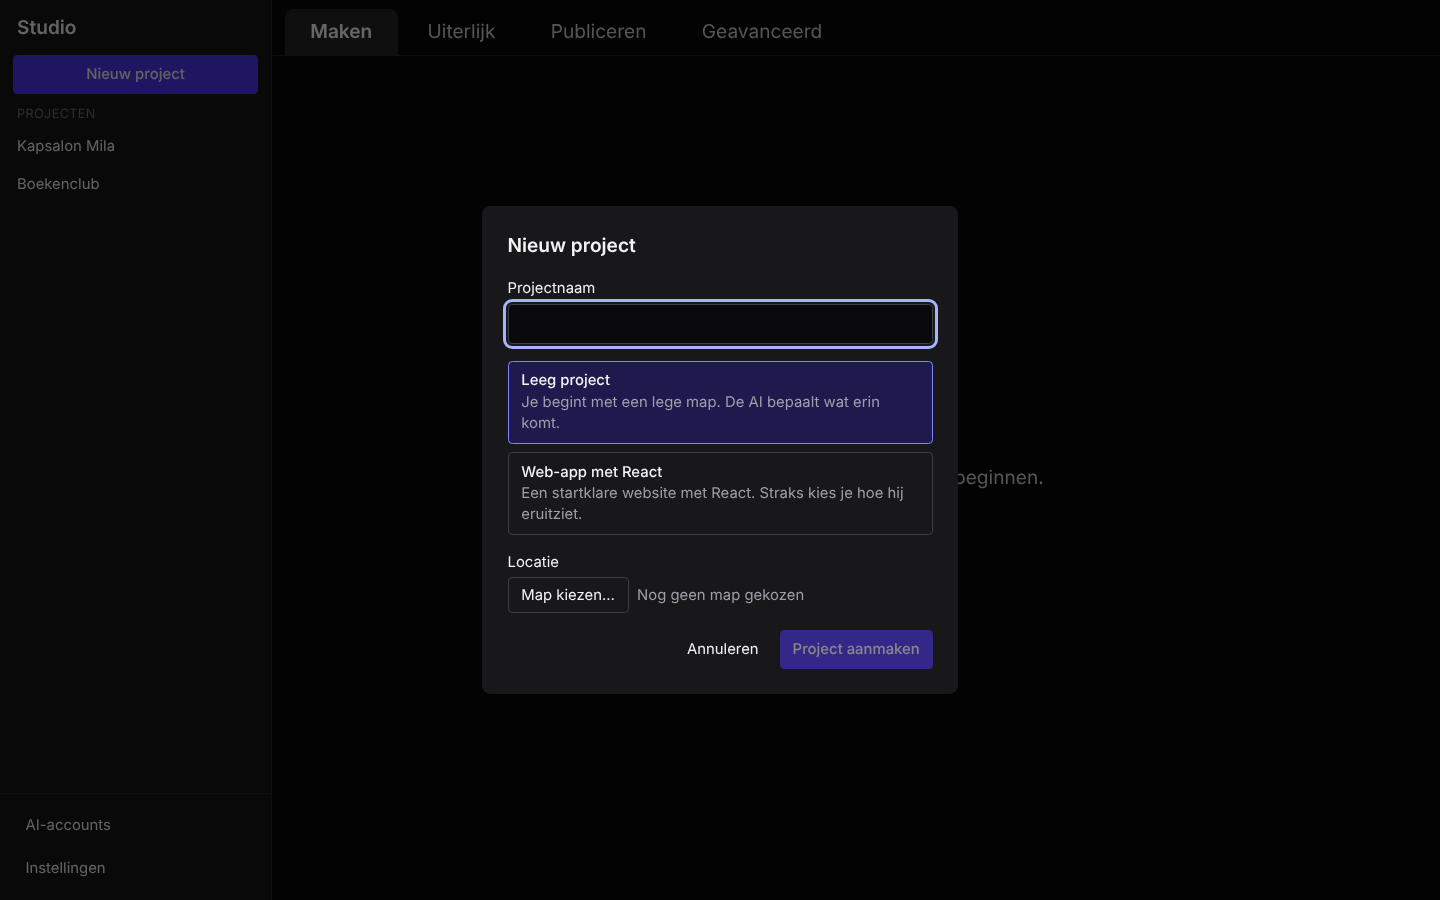 Studio
Nieuw project
PROJECTEN
Kapsalon Mila
Boekenclub
AI-accounts
Instellingen
Maken
Uiterlijk
Publiceren
Geavanceerd
beginnen.
Nieuw project
Projectnaam
Leeg project
Je begint met een lege map. De AI bepaalt wat erin
komt.
Web-app met React
Een startklare website met React. Straks kies je hoe hij
eruitziet.
Locatie
Map kiezen...
Nog geen map gekozen
Annuleren
Project aanmaken